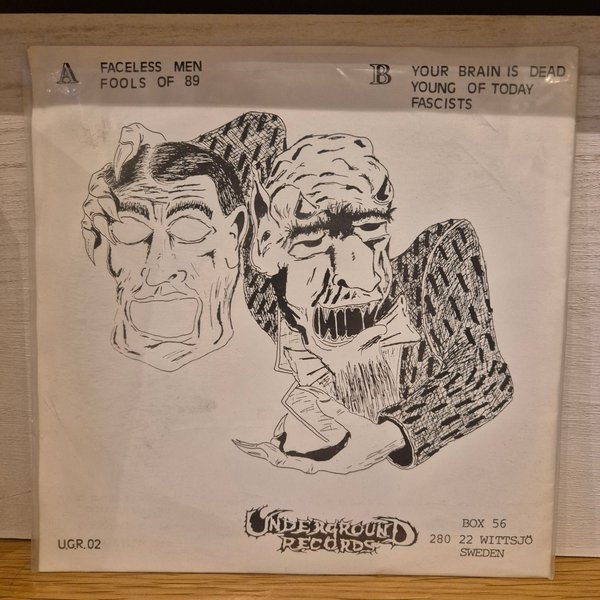 A
FACELESS MEN
FOOLS OF 89
B
YOUR BRAIN IS DEAD
YOUNG OF TODAY
FASCISTS
U.G.R. 02
UNDERGROUND
RECORDS
BOX 56
280 22 WITTSJÖ
SWEDEN